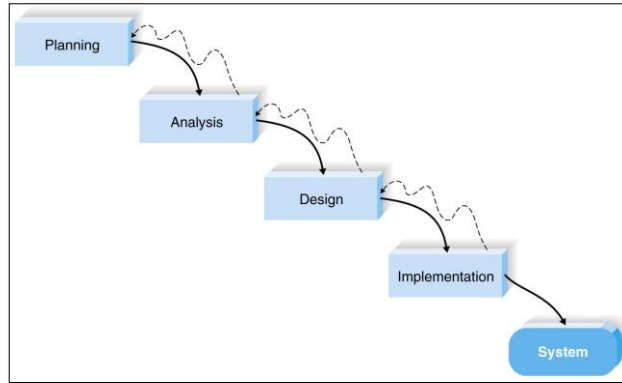 Planning
Analysis
Design
Implementation
System